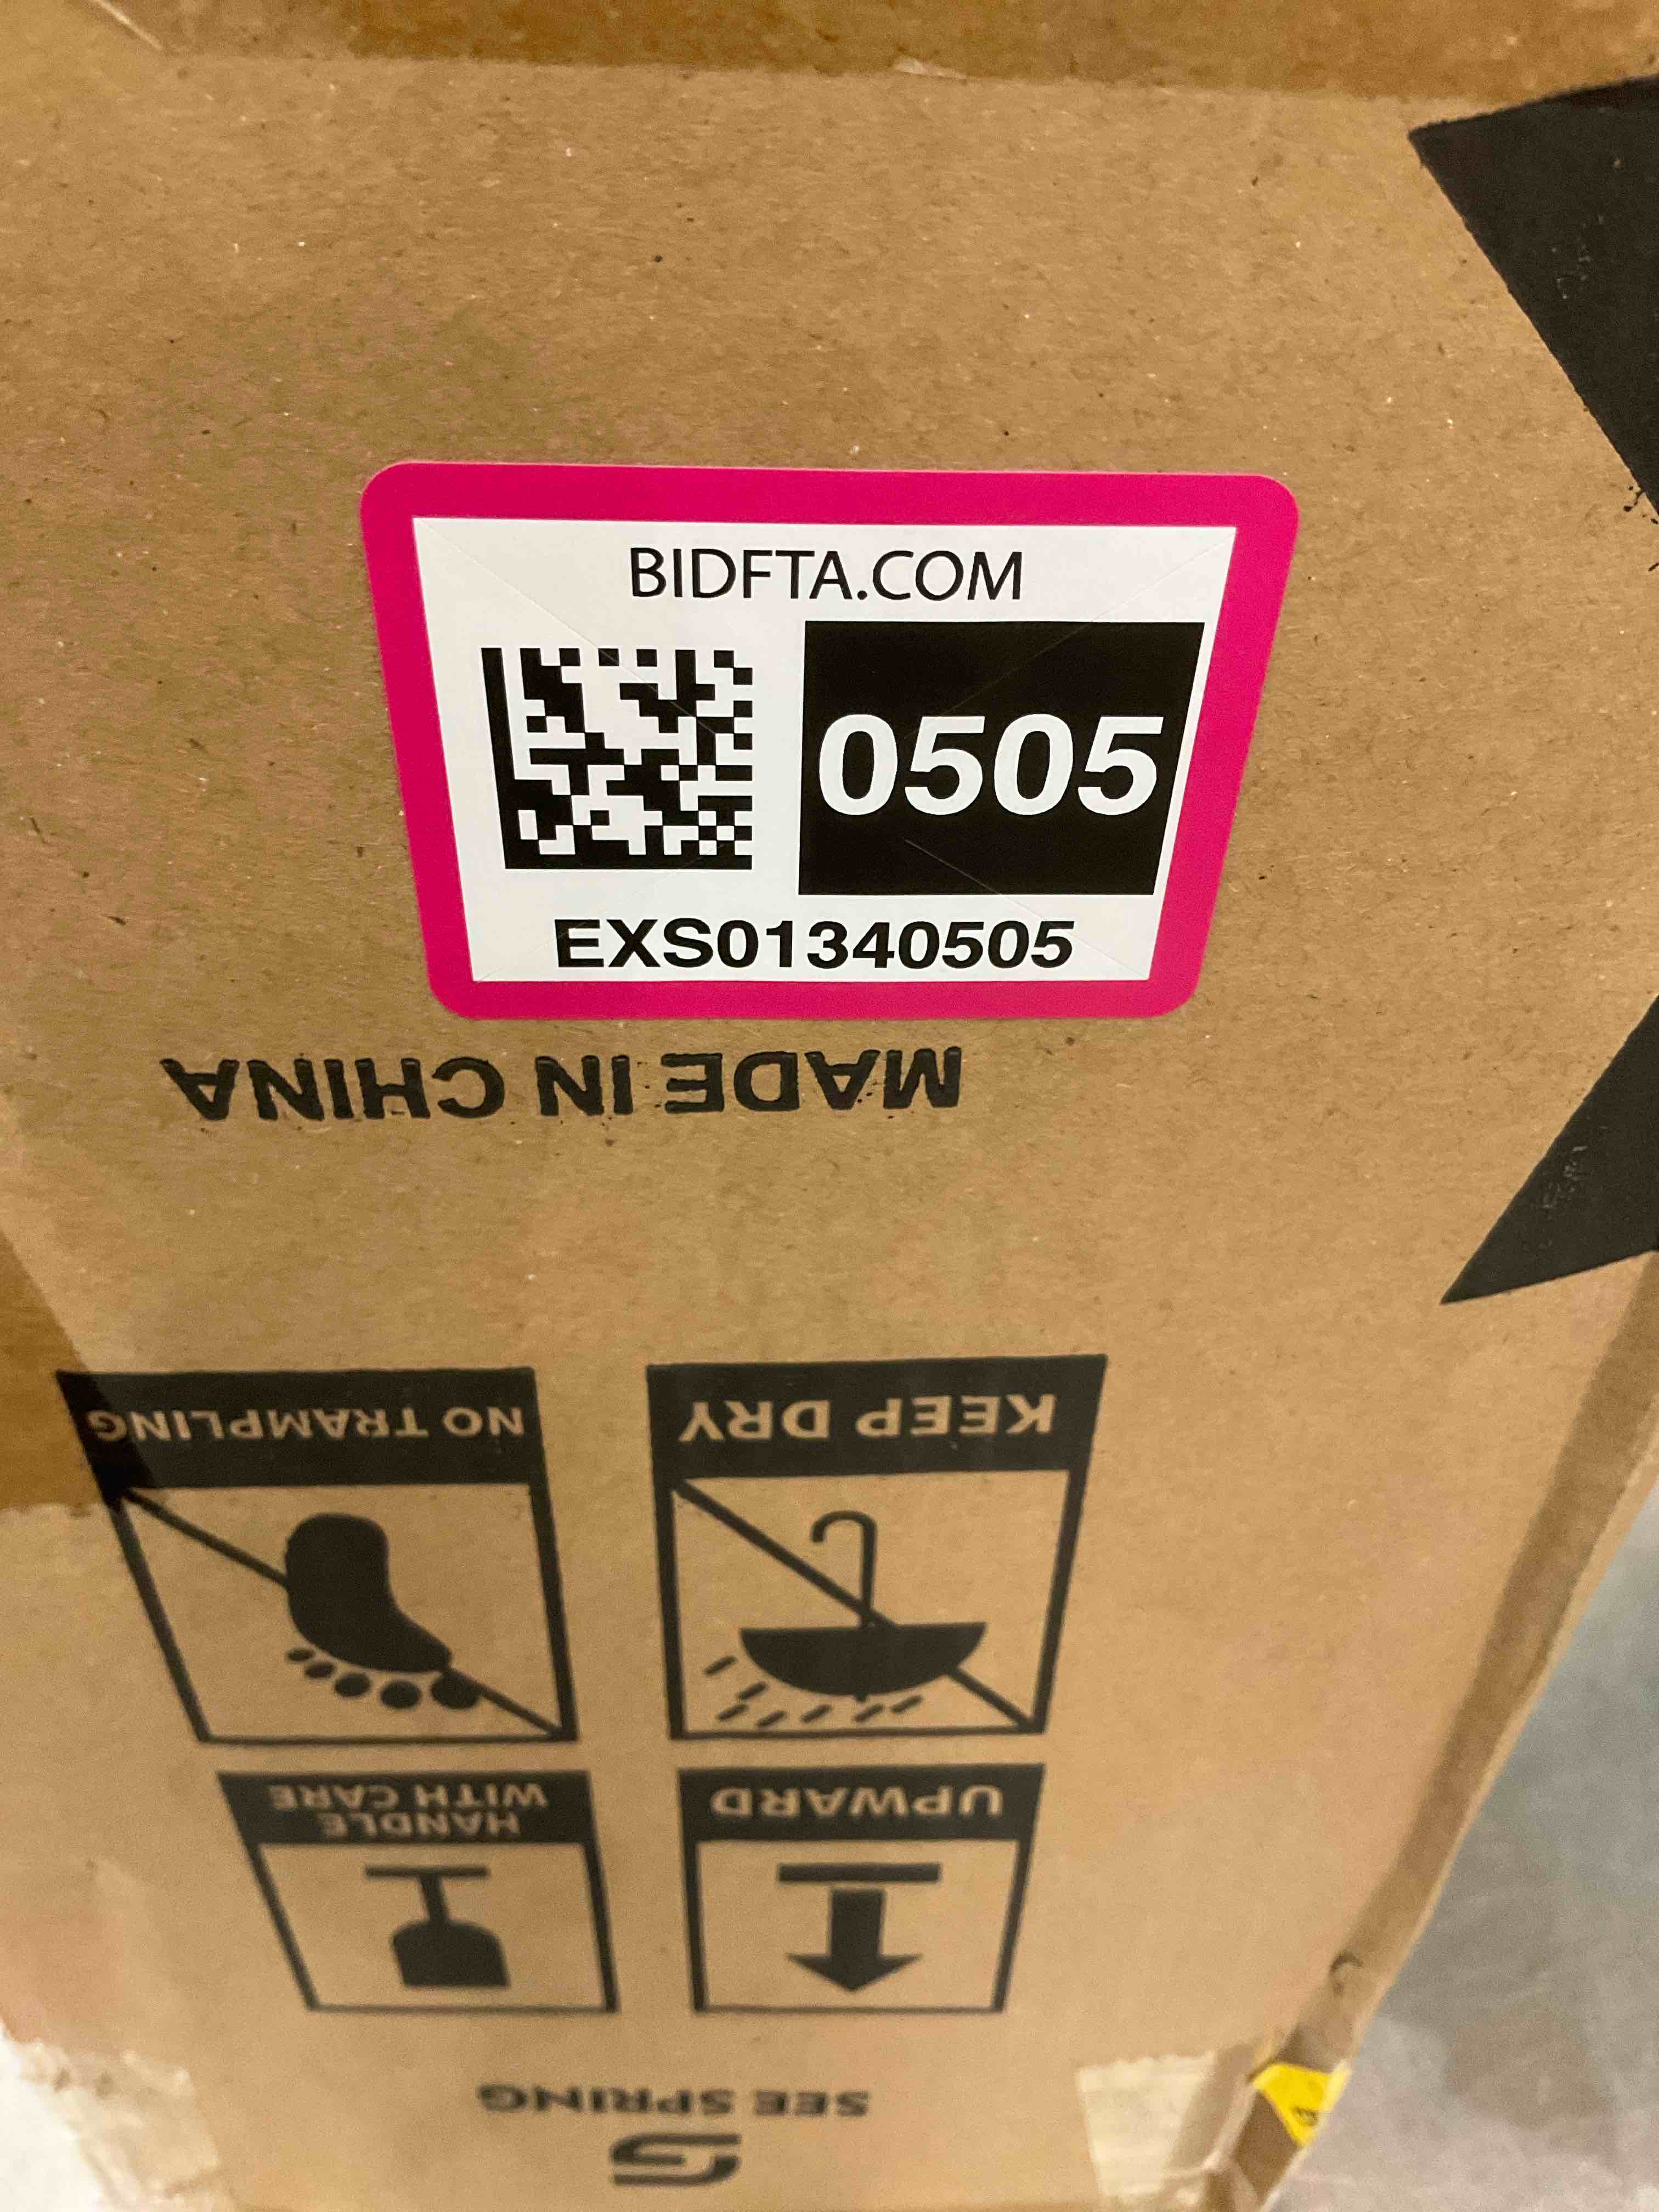 BIDFTA.COM
0505
EXS01340505
MADE IN CHINA
NO TRAMPLING
KEEP DRY
HANDLE
WITH CARE
UPWARD
SEE SPRING